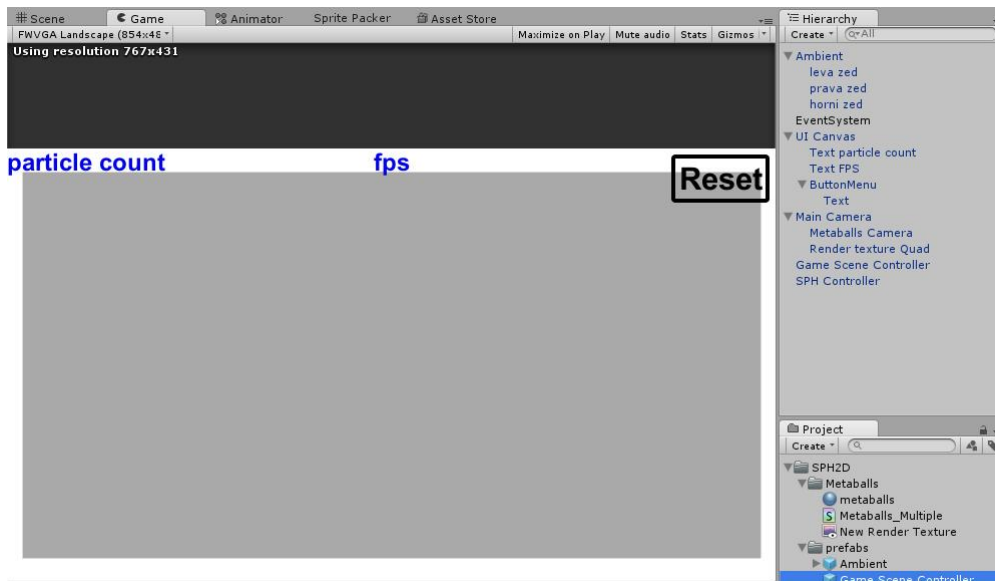 Scene Game Animator Sprite Packer Asset Store
FWVGA Landscape (854x48 Maximize on Play Mute audio Stats Gizmos
Using resolution 767x431
particle count fps
Reset
Hierarchy
Create All
Ambient
leva zed
prava zed
horni zed
EventSystem
UI Canvas
Text particle count
Text FPS
ButtonMenu
Text
Main Camera
Metaballs Camera
Render texture Quad
Game Scene Controller
SPH Controller
Project
Create
SPH2D
Metaballs
metaballs
Metaballs_Multiple
New Render Texture
prefabs
Ambient
Game Scene Controller